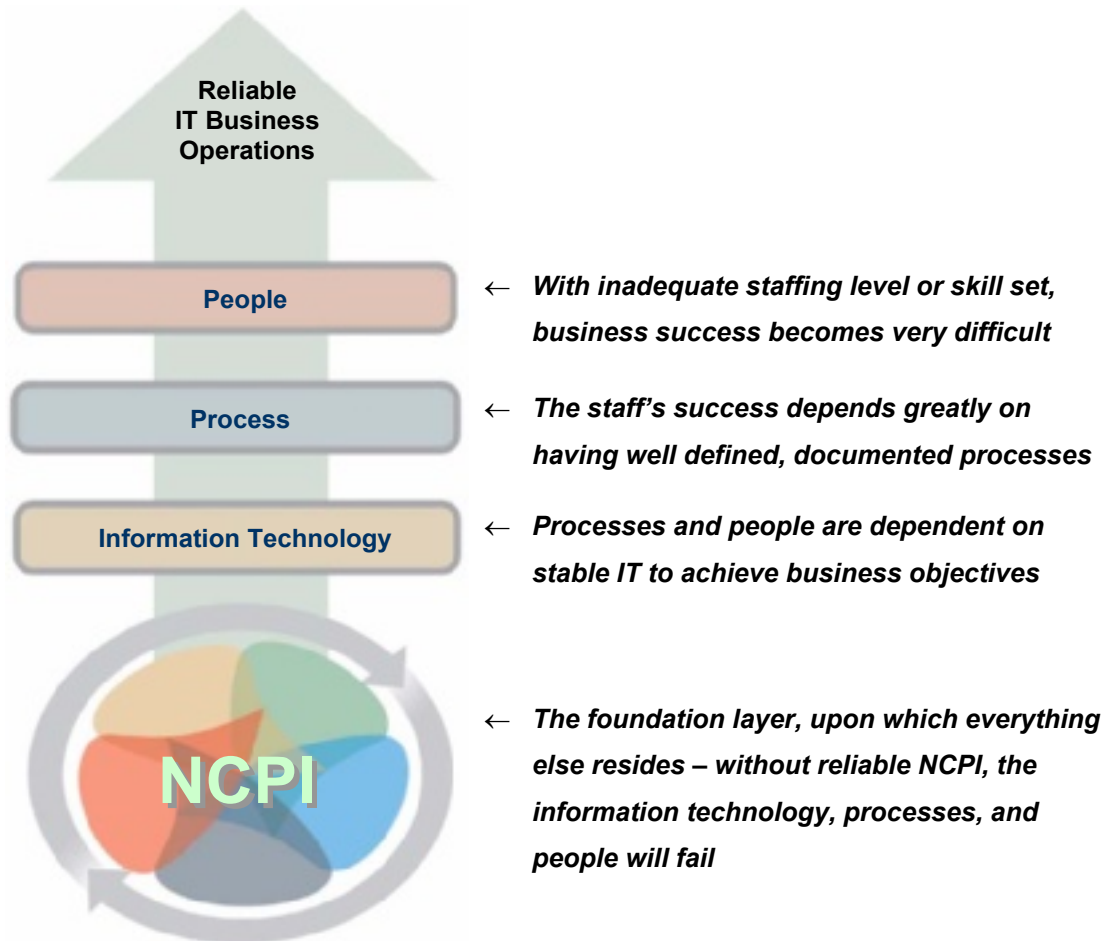 Reliable
IT Business
Operations
People
← With inadequate staffing level or skill set,
business success becomes very difficult
Process
← The staff’s success depends greatly on
having well defined, documented processes
Information Technology
← Processes and people are dependent on
stable IT to achieve business objectives
NCPI
← The foundation layer, upon which everything
else resides – without reliable NCPI, the
information technology, processes, and
people will fail